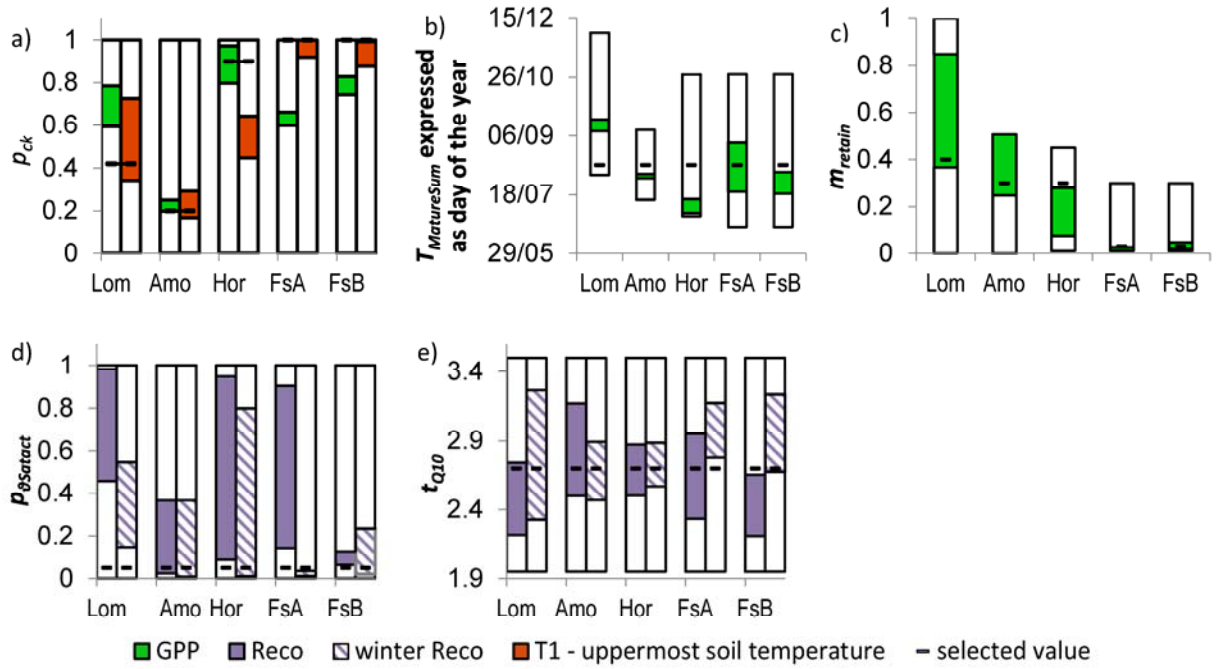 a)
1
0.8
0.6
0.4
0.2
0
p_ck
Lom Amo Hor FsA FsB
b)
15/12
26/10
06/09
18/07
29/05
T_MatureSum expressed
as day of the year
Lom Amo Hor FsA FsB
c)
1
0.8
0.6
0.4
0.2
0
m_retain
Lom Amo Hor FsA FsB
d)
1
0.8
0.6
0.4
0.2
0
p_θSatact
Lom Amo Hor FsA FsB
e)
3.4
2.9
2.4
1.9
t_Q10
Lom Amo Hor FsA FsB
GPP Reco winter Reco T1 - uppermost soil temperature selected value